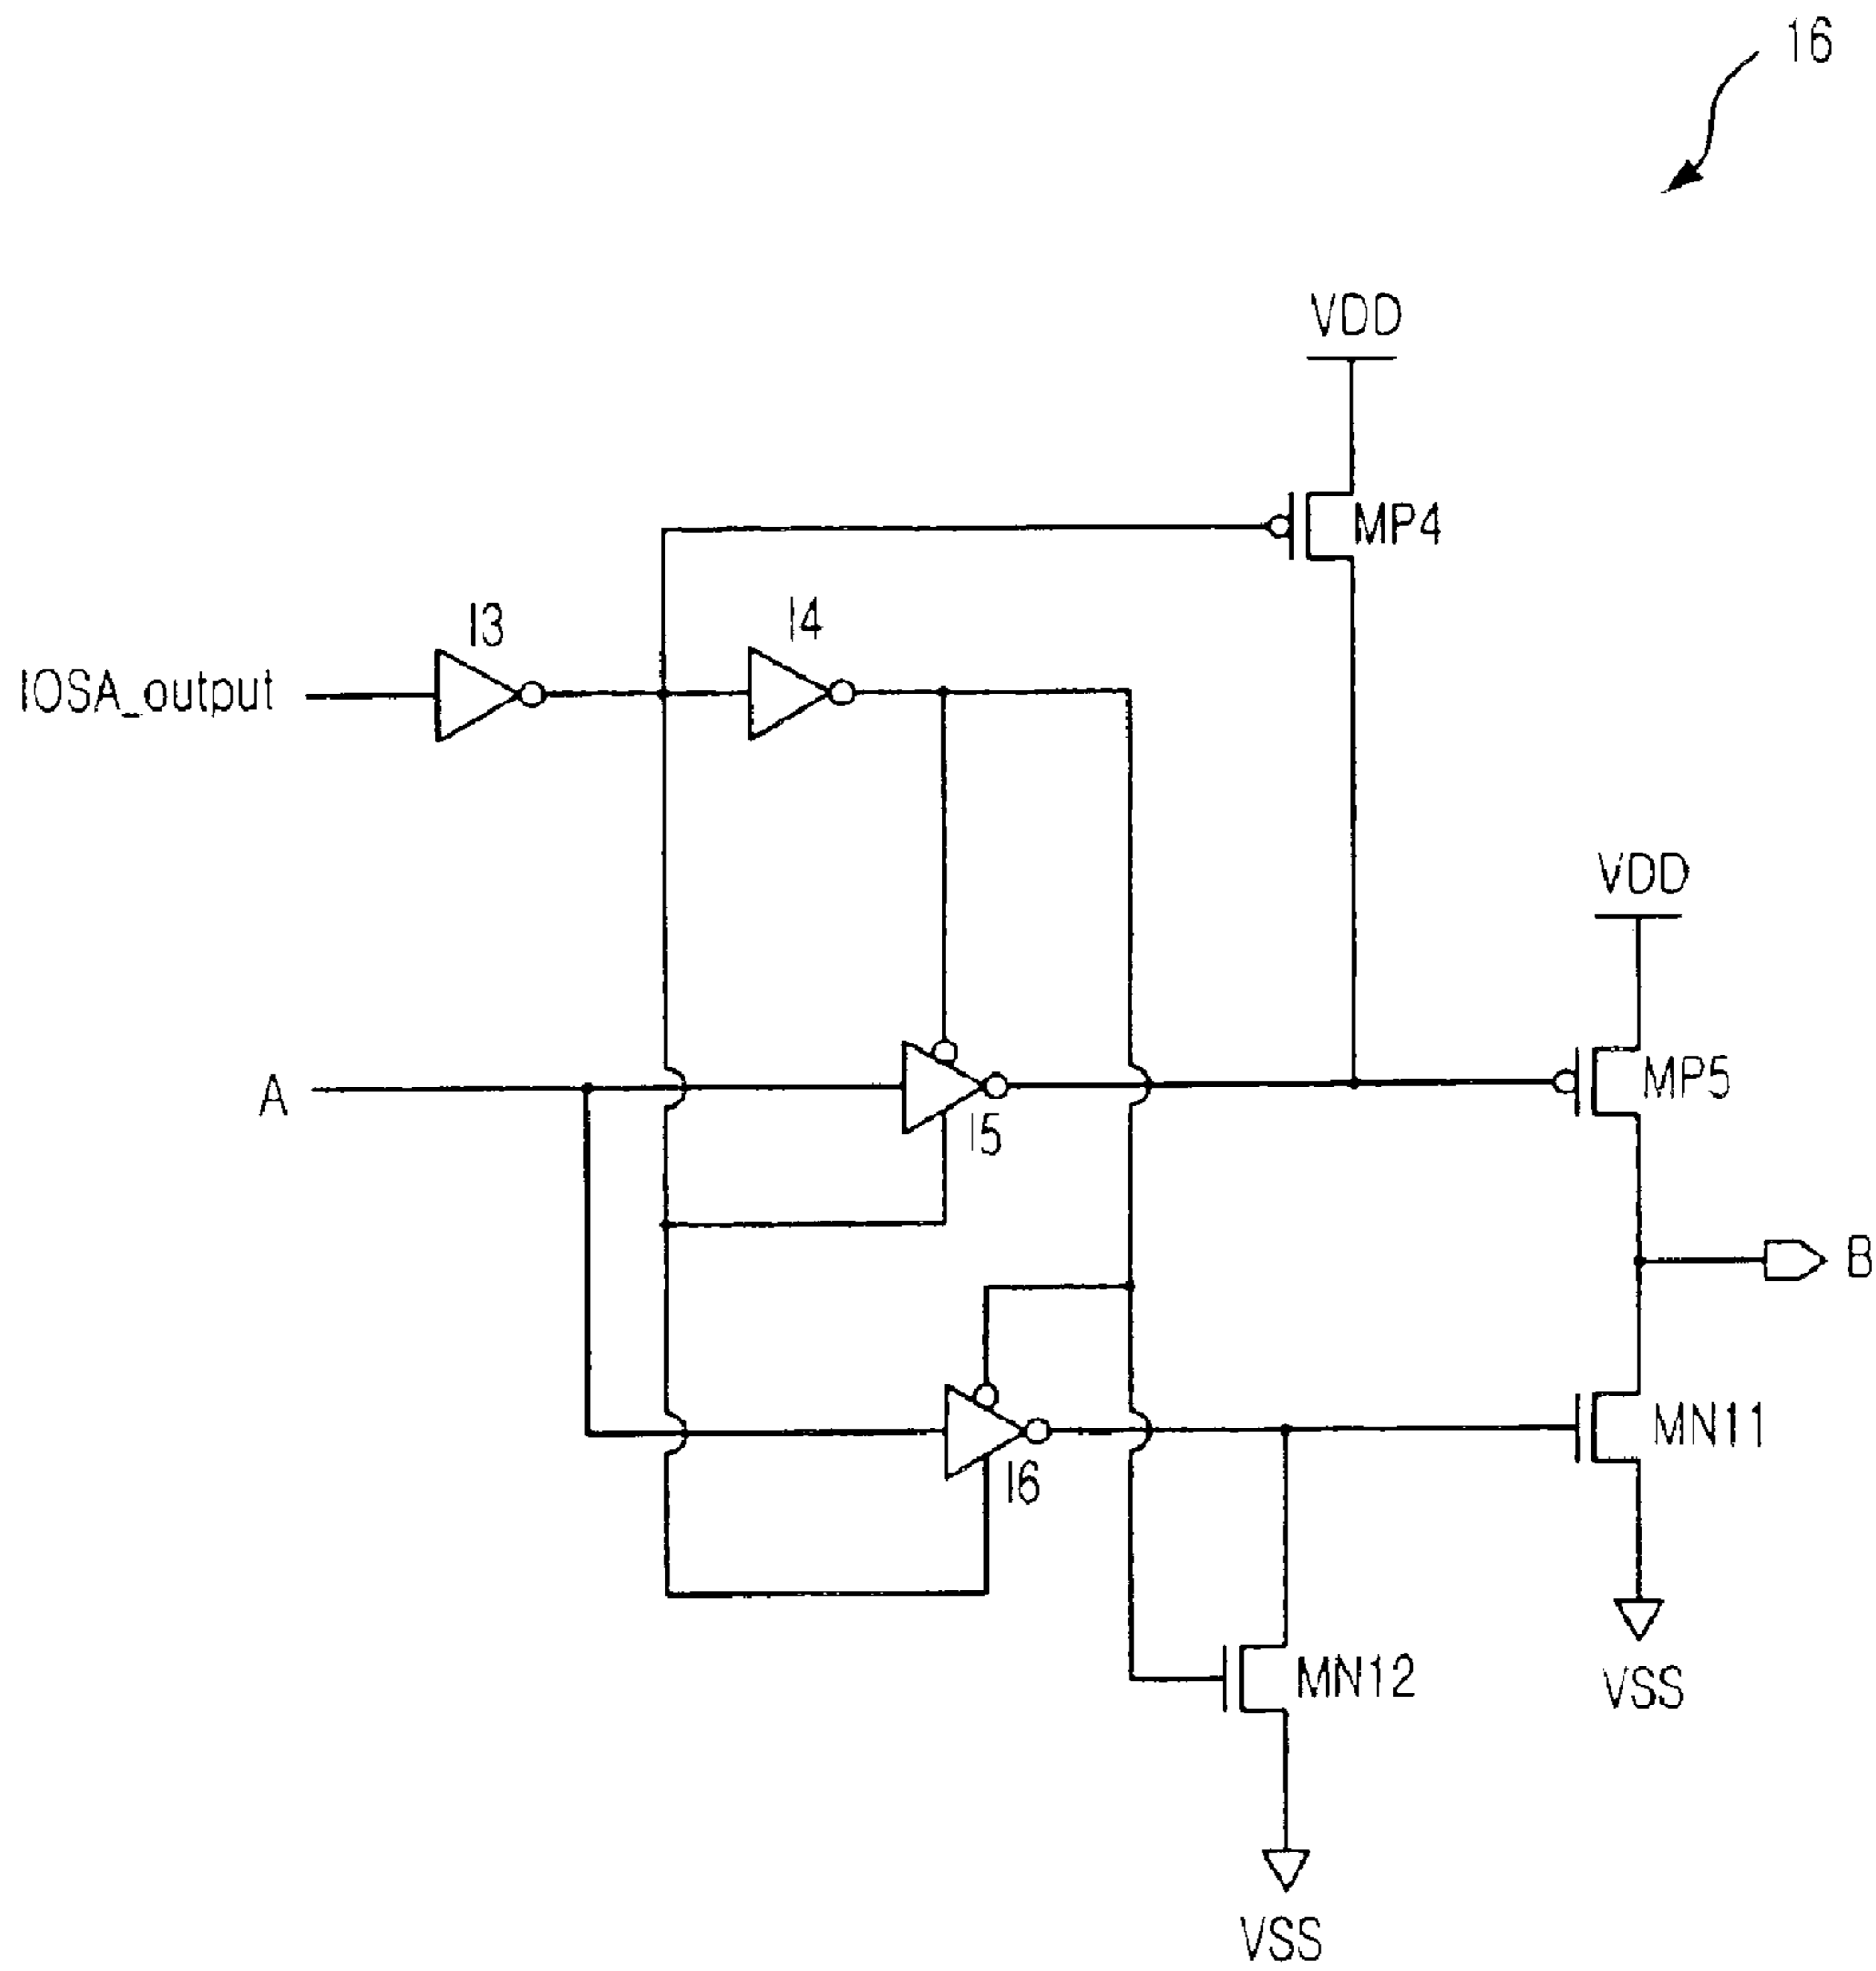 16
VDD
MP4
I3
I4
IOSA_output
VDD
MP5
A
I5
B
MN11
I6
MN12
VSS
VSS